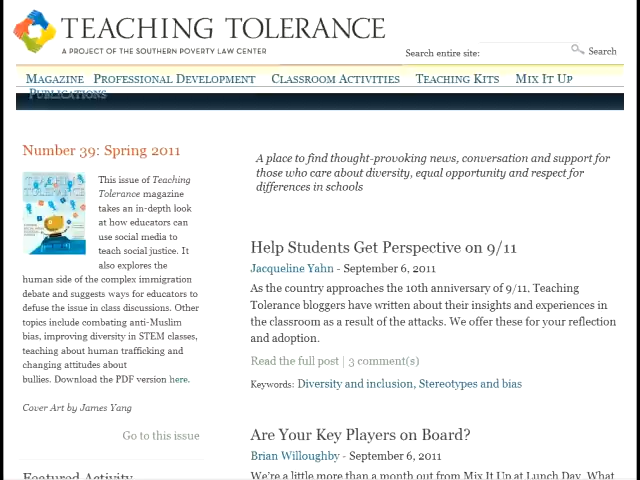 TEACHING TOLERANCE
A PROJECT OF THE SOUTHERN POVERTY LAW CENTER
Search entire site:
Search
Magazine Professional Development Classroom Activities Teaching Kits Mix It Up
Publications
Number 39: Spring 2011
This issue of Teaching
Tolerance magazine
takes an in-depth look
at how educators can
use social media to
teach social justice. It
also explores the
human side of the complex immigration
debate and suggests ways for educators to
defuse the issue in class discussions. Other
topics include combating anti-Muslim
bias, improving diversity in STEM classes,
teaching about human trafficking and
changing attitudes about
bullies. Download the PDF version here.
Cover Art by James Yang
Go to this issue
Featured Activity
A place to find thought-provoking news, conversation and support for
those who care about diversity, equal opportunity and respect for
differences in schools
Help Students Get Perspective on 9/11
Jacqueline Yahn - September 6, 2011
As the country approaches the 10th anniversary of 9/11, Teaching
Tolerance bloggers have written about their insights and experiences in
the classroom as a result of the attacks. We offer these for your reflection
and adoption.
Read the full post | 3 comment(s)
Keywords: Diversity and inclusion, Stereotypes and bias
Are Your Key Players on Board?
Brian Willoughby - September 6, 2011
We're a little more than a month out from Mix It Up at Lunch Day. What